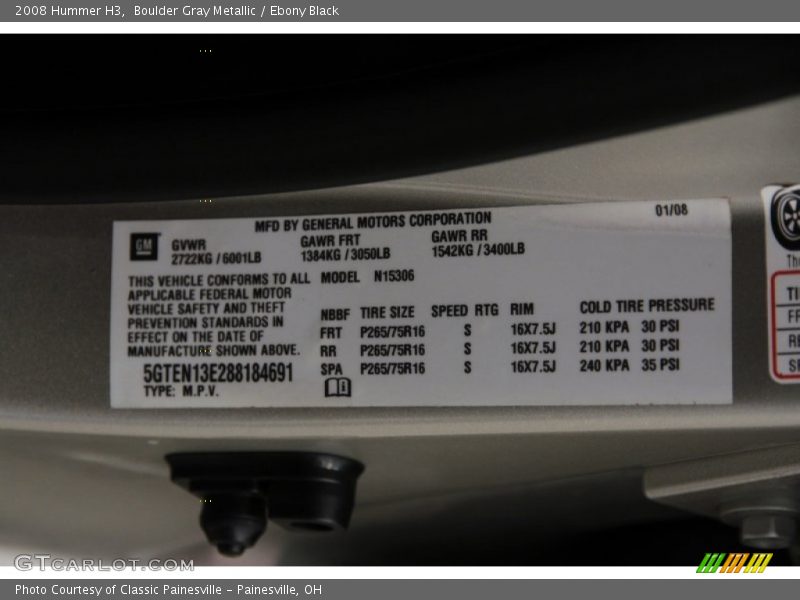 2008 Hummer H3, Boulder Gray Metallic / Ebony Black
MFD BY GENERAL MOTORS CORPORATION 01/08
GM
GVWR GAWR FRT GAWR RR
2722KG / 6001LB 1384KG / 3050LB 1542KG / 3400LB
THIS VEHICLE CONFORMS TO ALL MODEL N15306
APPLICABLE FEDERAL MOTOR
VEHICLE SAFETY AND THEFT
PREVENTION STANDARDS IN
EFFECT ON THE DATE OF
MANUFACTURE SHOWN ABOVE.
5GTEN13E288184691
TYPE: M.P.V.
NBBF TIRE SIZE SPEED RTG RIM COLD TIRE PRESSURE
FRT P265/75R16 S 16X7.5J 210 KPA 30 PSI
RR P265/75R16 S 16X7.5J 210 KPA 30 PSI
SPA P265/75R16 S 16X7.5J 240 KPA 35 PSI
GTCARLOT.COM
Photo Courtesy of Classic Painesville - Painesville, OH